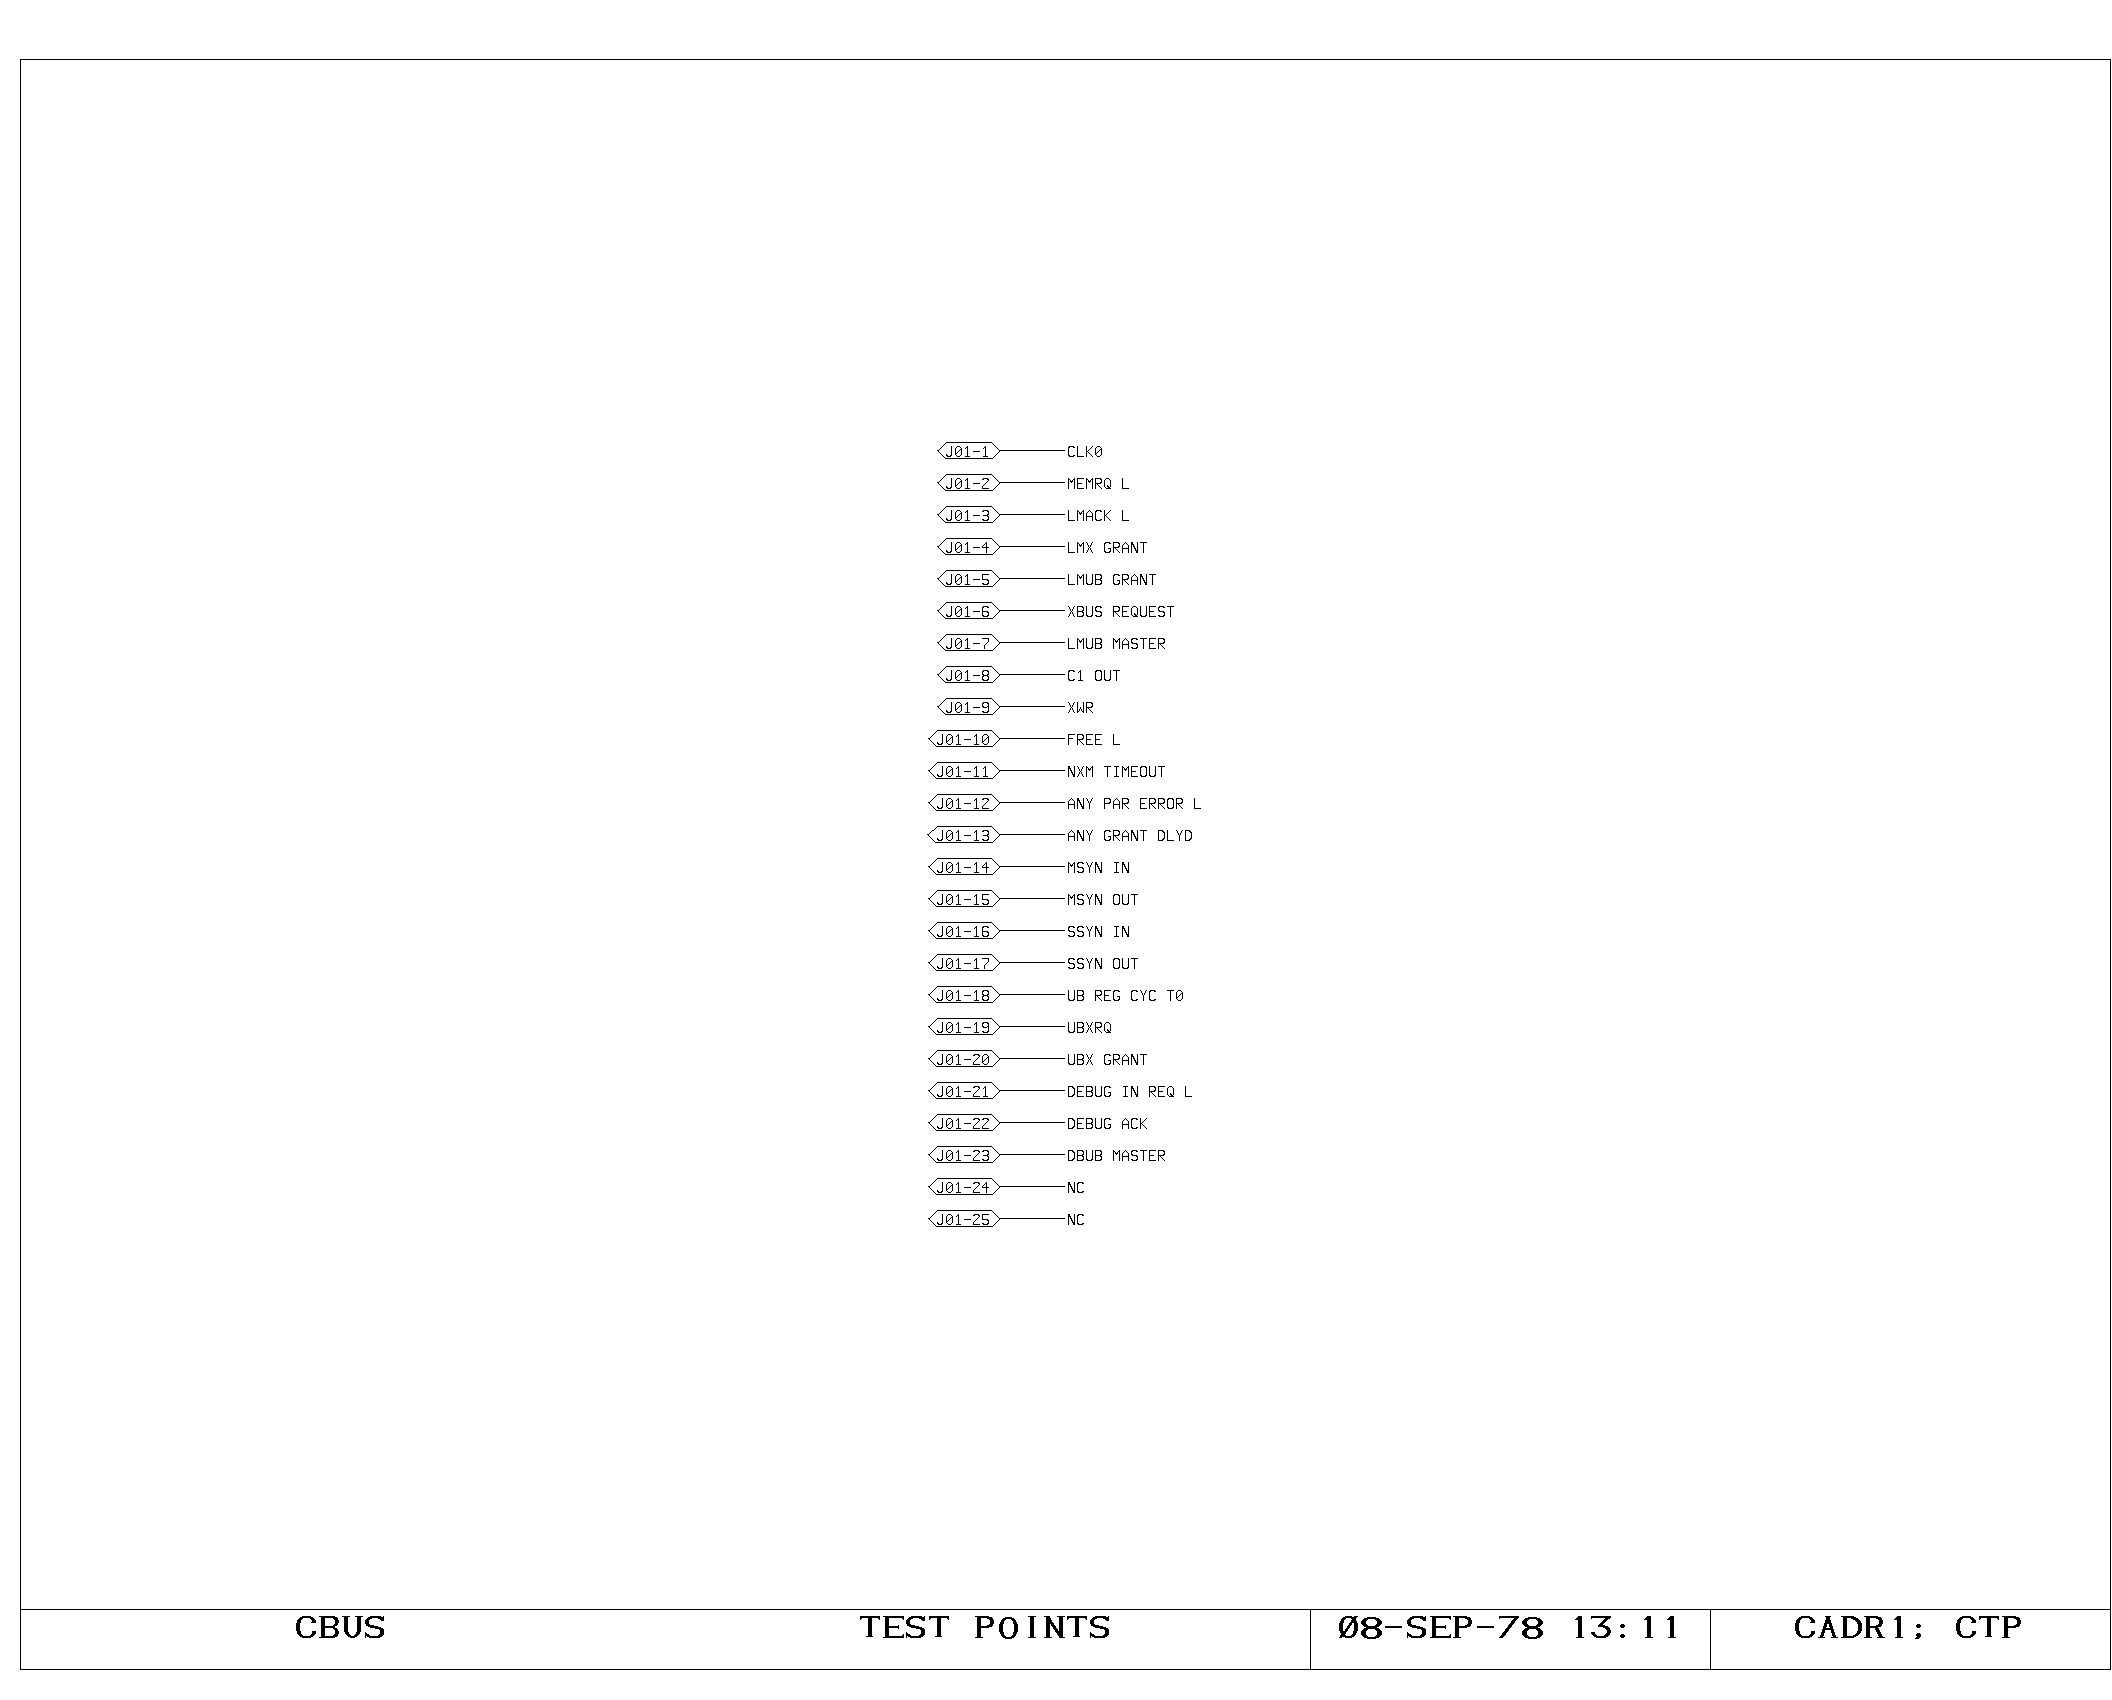 J01-1 CLK0
J01-2 MEMRQ L
J01-3 LMACK L
J01-4 LMX GRANT
J01-5 LMUB GRANT
J01-6 XBUS REQUEST
J01-7 LMUB MASTER
J01-8 C1 OUT
J01-9 XWR
J01-10 FREE L
J01-11 NXM TIMEOUT
J01-12 ANY PAR ERROR L
J01-13 ANY GRANT DLYD
J01-14 MSYN IN
J01-15 MSYN OUT
J01-16 SSYN IN
J01-17 SSYN OUT
J01-18 UB REG CYC T0
J01-19 UBXRQ
J01-20 UBX GRANT
J01-21 DEBUG IN REQ L
J01-22 DEBUG ACK
J01-23 DBUB MASTER
J01-24 NC
J01-25 NC
CBUS TEST POINTS 08-SEP-78 13:11 CADR1; CTP